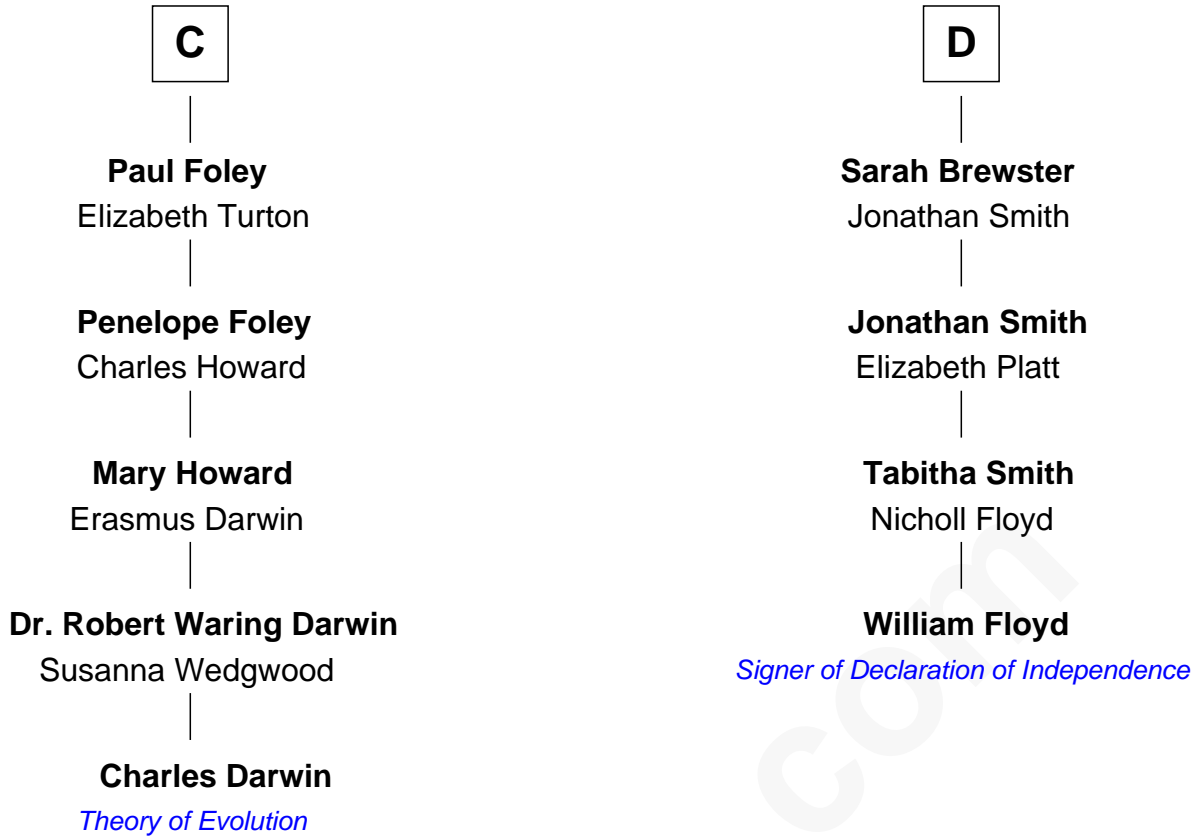 C
Paul Foley
Elizabeth Turton
Penelope Foley
Charles Howard
Mary Howard
Erasmus Darwin
Dr. Robert Waring Darwin
Susanna Wedgwood
Charles Darwin
Theory of Evolution
D
Sarah Brewster
Jonathan Smith
Jonathan Smith
Elizabeth Platt
Tabitha Smith
Nicholl Floyd
William Floyd
Signer of Declaration of Independence
com